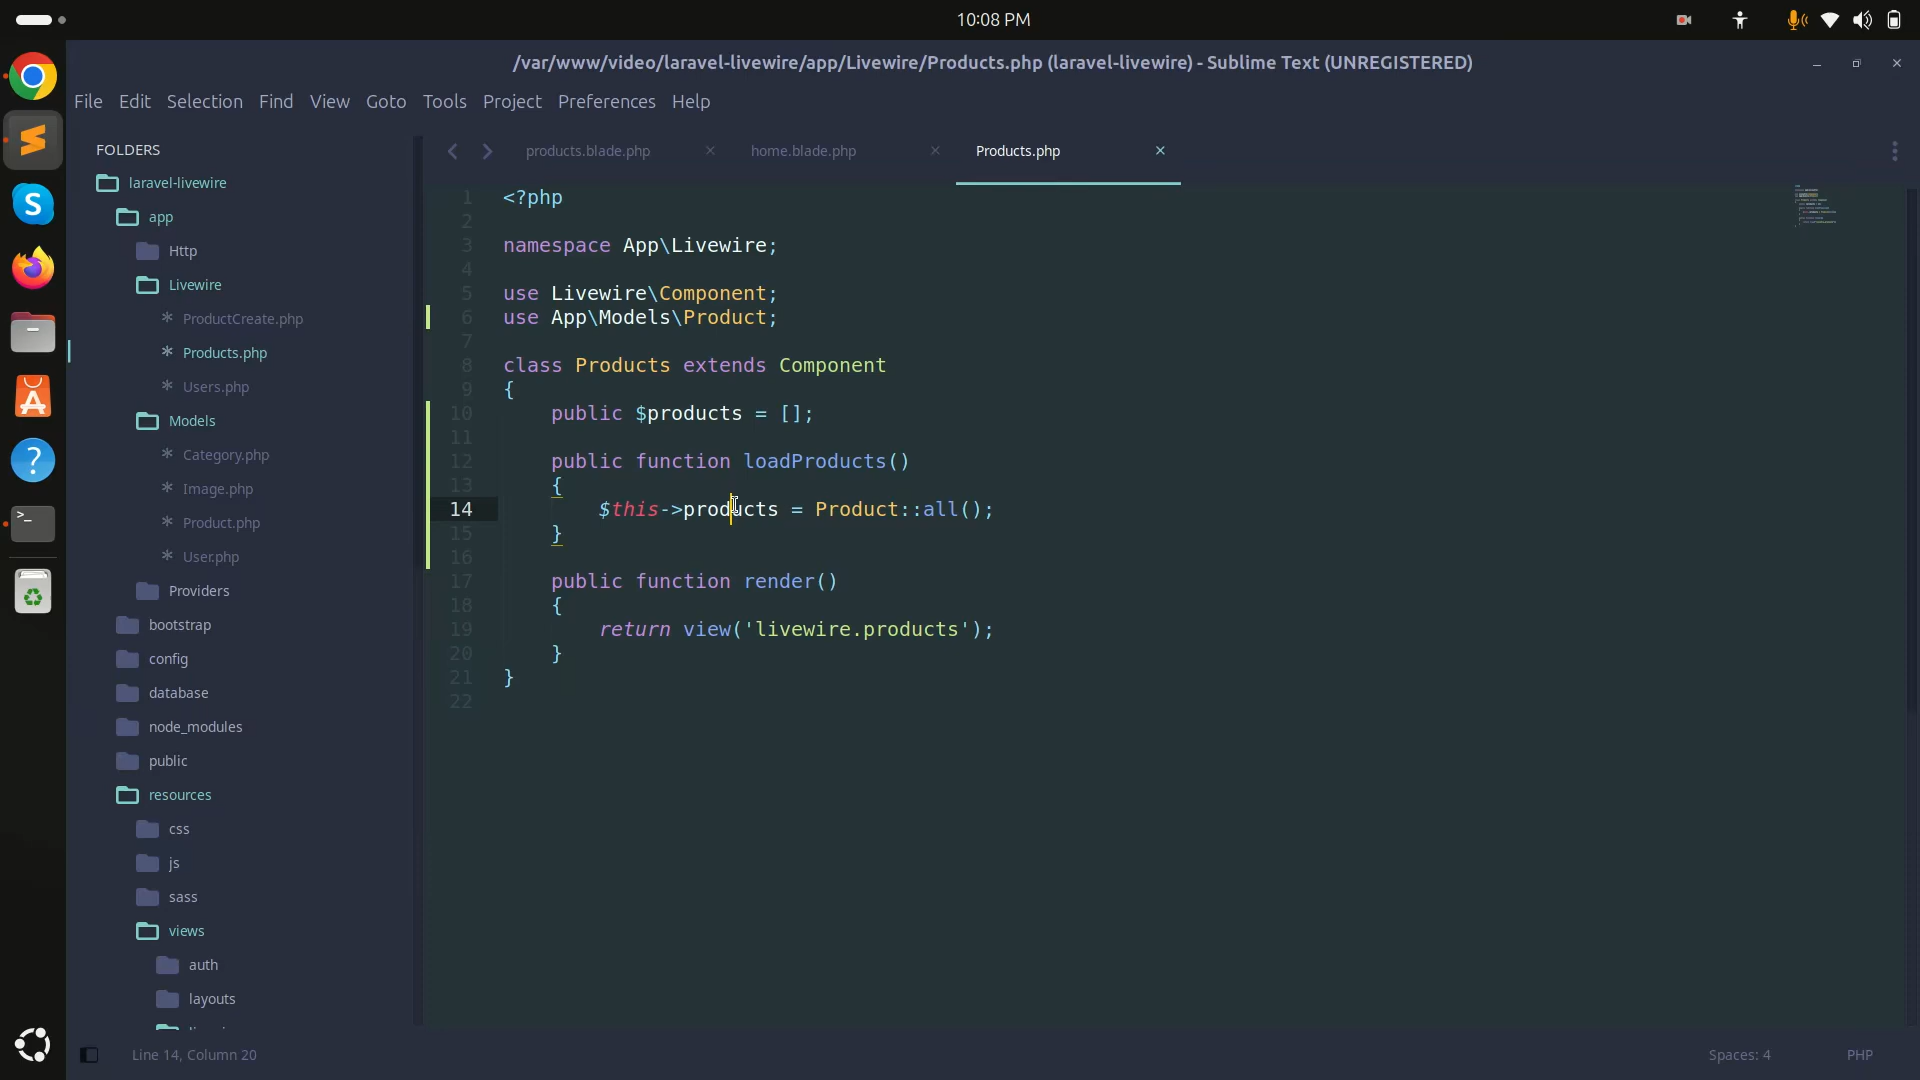 10:08 PM
/var/www/video/laravel-livewire/app/Livewire/Products.php (laravel-livewire) - Sublime Text (UNREGISTERED)
File Edit Selection Find View Goto Tools Project Preferences Help
FOLDERS
laravel-livewire
app
Http
Livewire
ProductCreate.php
Products.php
Users.php
Models
Category.php
Image.php
Product.php
User.php
Providers
bootstrap
config
database
node_modules
public
resources
css
js
sass
views
auth
layouts
products.blade.php home.blade.php Products.php
1 <?php
2
3 namespace App\Livewire;
4
5 use Livewire\Component;
6 use App\Models\Product;
7
8 class Products extends Component
9 {
10 public $products = [];
11
12 public function loadProducts()
13 {
14 $this->products = Product::all();
15 }
16
17 public function render()
18 {
19 return view('livewire.products');
20 }
21 }
22
Line 14, Column 20
Spaces: 4
PHP